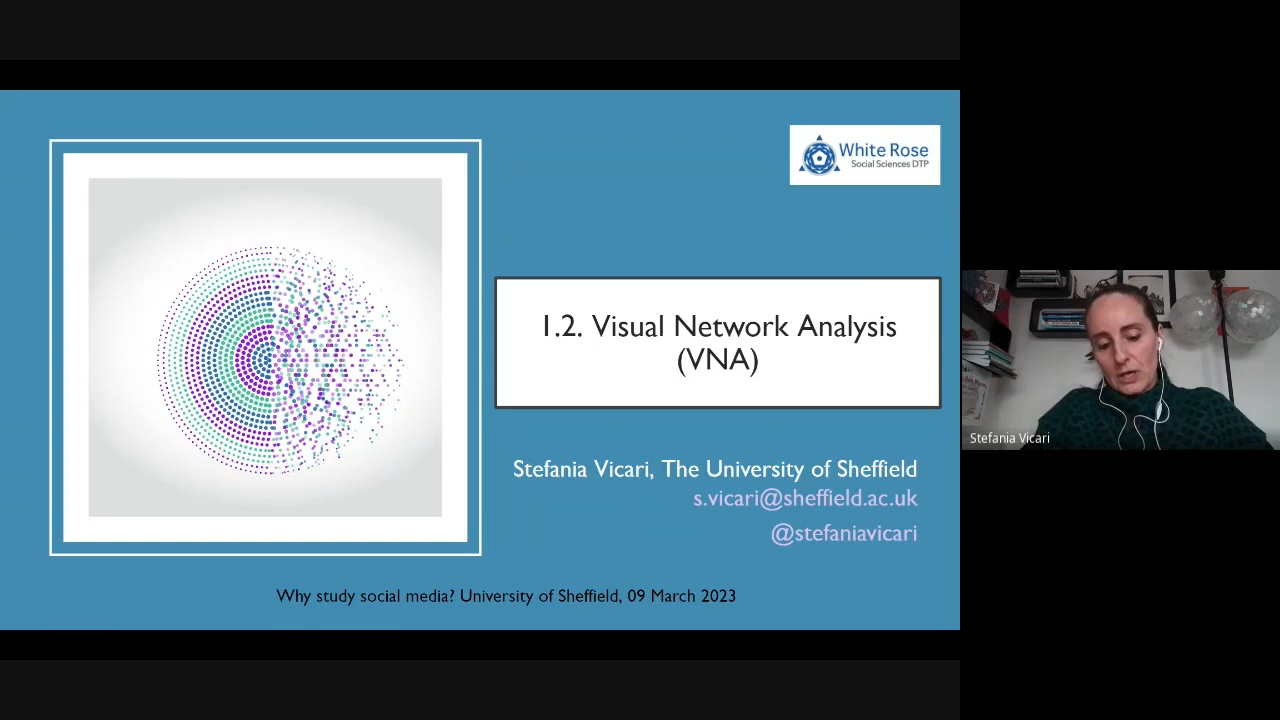 White Rose
Social Sciences DTP
1.2. Visual Network Analysis
(VNA)
Stefania Vicari, The University of Sheffield
s.vicari@sheffield.ac.uk
@stefaniavicari
Why study social media? University of Sheffield, 09 March 2023
Stefania Vicari